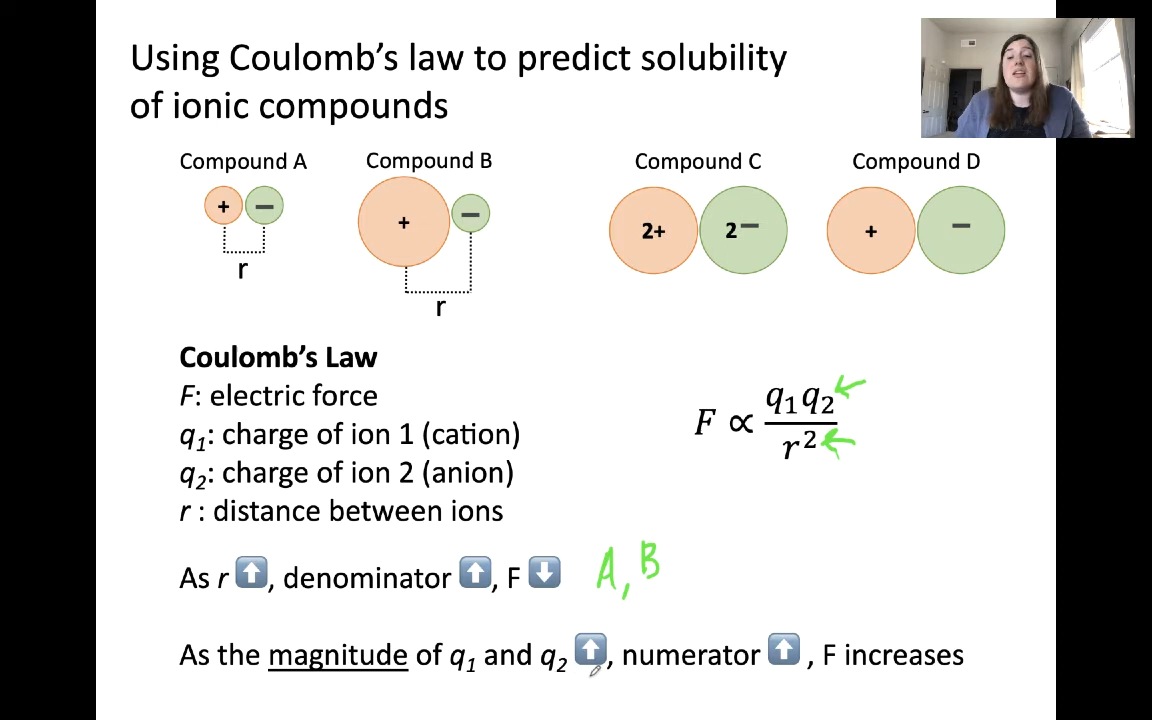 Using Coulomb's law to predict solubility
of ionic compounds
Compound A
Compound B
Compound C
Compound D
+ −
+ −
2+ 2−
+ −
r
r
Coulomb's Law
F: electric force
q₁: charge of ion 1 (cation)
q₂: charge of ion 2 (anion)
r : distance between ions
F ∝ q₁q₂ / r²
As r ⬆, denominator ⬆, F ⬇ A, B
As the magnitude of q₁ and q₂ ⬆, numerator ⬆ , F increases